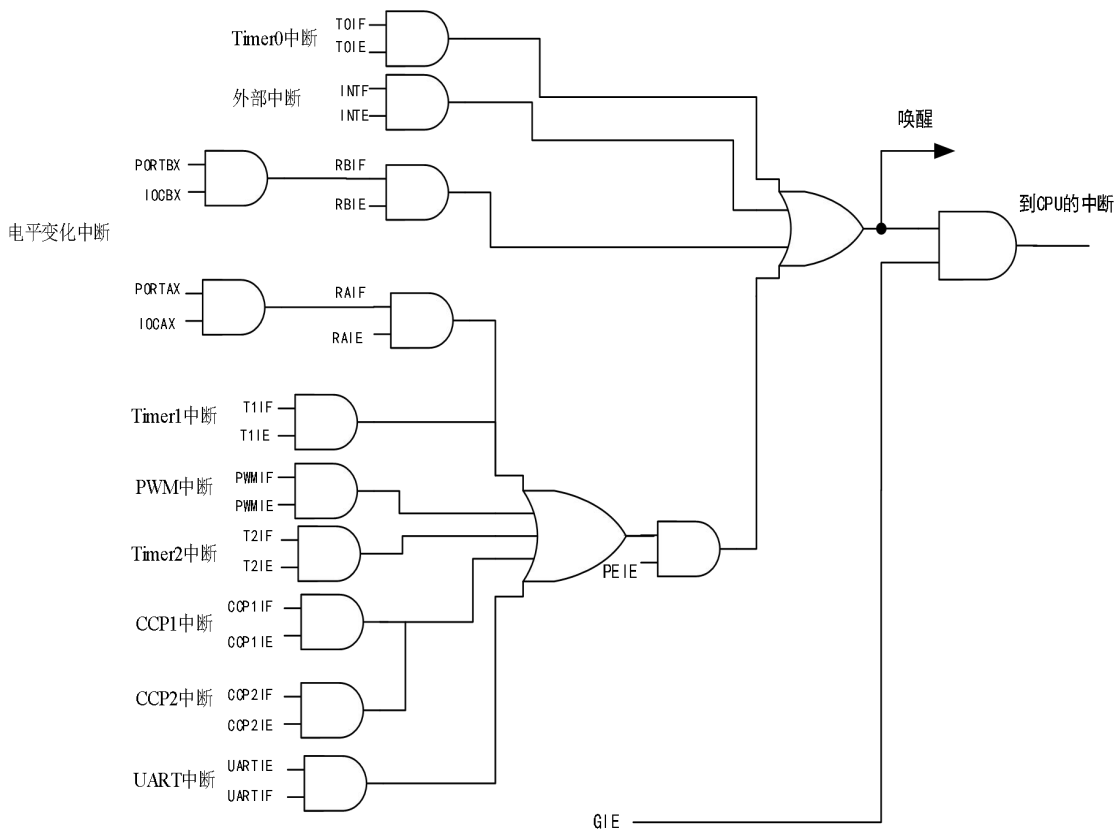 Timer0中断
T0IF
T0IE
外部中断
INTF
INTE
唤醒
PORTBX
IOCBX
RBIF
RBIE
到CPU的中断
电平变化中断
PORTAX
IOCAX
RAIF
RAIE
Timer1中断
T1IF
T1IE
PWM中断
PWMIF
PWMIE
Timer2中断
T2IF
T2IE
PEIE
CCP1中断
CCP1IF
CCP1IE
CCP2中断
CCP2IF
CCP2IE
UART中断
UARTIE
UARTIF
GIE